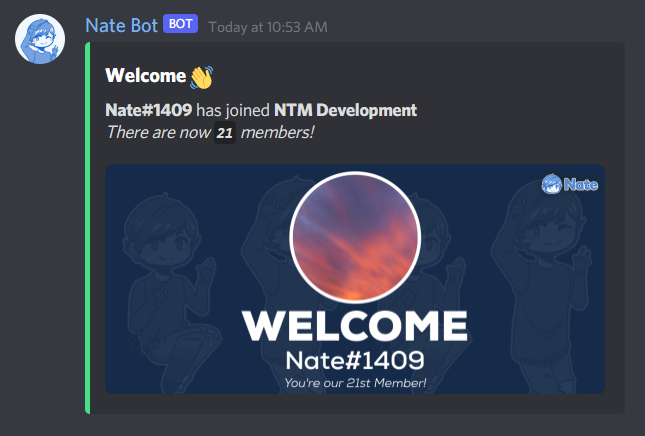 Nate Bot BOT Today at 10:53 AM
Welcome 👋
Nate#1409 has joined NTM Development
There are now 21 members!
Nate
WELCOME
Nate#1409
You're our 21st Member!